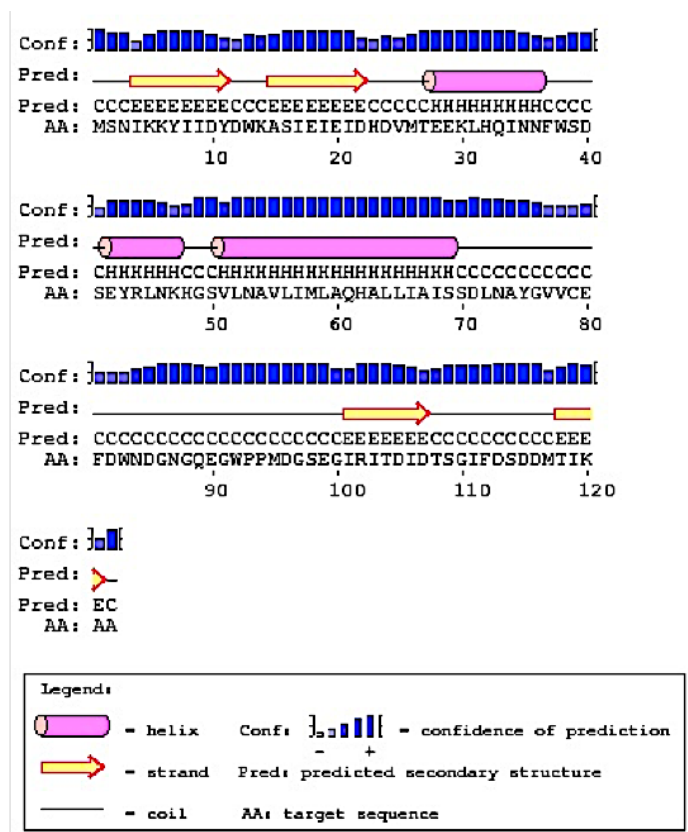 Conf:
Pred:
Pred: CCCEEEEEEEECCCEEEEEEEECCCCCHHHHHHHHHCCCC
AA: MSNIKKYIIDYDWKASIEIEIDHDVMTEEKLHQINNFWSD
10 20 30 40
Conf:
Pred:
Pred: CHHHHHHCCCHHHHHHHHHHHHHHHHHHHCCCCCCCCCCC
AA: SEYRLNKHGSVLNAVLIMLAQHALLIAISSDLNAYGVVCE
50 60 70 80
Conf:
Pred:
Pred: CCCCCCCCCCCCCCCCCCCCEEEEEEECCCCCCCCCCEEE
AA: FDWNDGNGQEGWPPMDGSEGIRITDIDTSGIFDSDDMTIK
90 100 110 120
Conf:
Pred:
Pred: EC
AA: AA
Legend:
- helix Conf: - + - confidence of prediction
- strand Pred: predicted secondary structure
- coil AA: target sequence